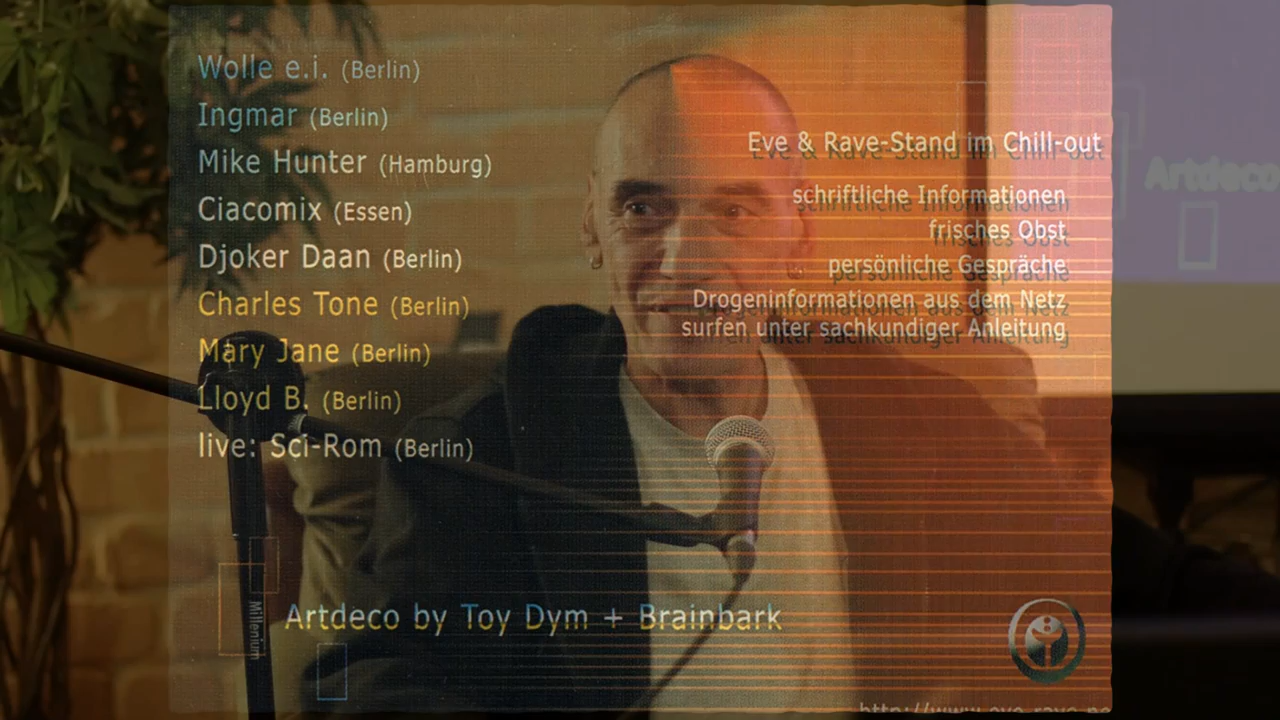 Wolle e.i. (Berlin)
Ingmar (Berlin)
Mike Hunter (Hamburg)
Ciacomix (Essen)
Djoker Daan (Berlin)
Charles Tone (Berlin)
Mary Jane (Berlin)
Lloyd B. (Berlin)
live: Sci-Rom (Berlin)
Eve & Rave-Stand im Chill-out
schriftliche Informationen
frisches Obst
persönliche Gespräche
Drogeninformationen aus dem Netz
surfen unter sachkundiger Anleitung
Artdeco
Millenium
Artdeco by Toy Dym + Brainbark